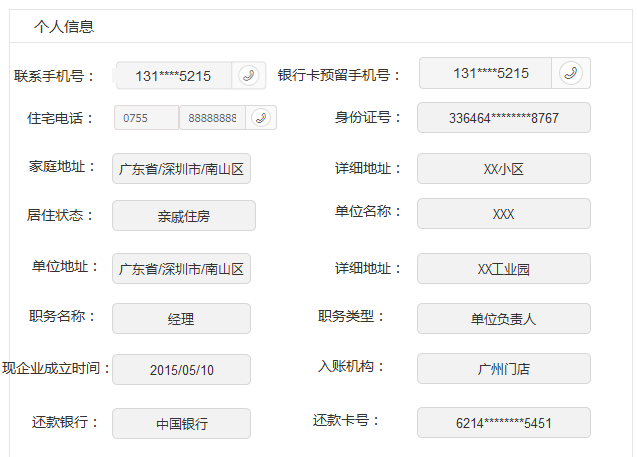 个人信息
联系手机号： 131****5215 银行卡预留手机号： 131****5215
住宅电话： 0755 88888888 身份证号： 336464********8767
家庭地址： 广东省/深圳市/南山区 详细地址： XX小区
居住状态： 亲戚住房 单位名称： XXX
单位地址： 广东省/深圳市/南山区 详细地址： XX工业园
职务名称： 经理 职务类型： 单位负责人
现企业成立时间： 2015/05/10 入账机构： 广州门店
还款银行： 中国银行 还款卡号： 6214********5451